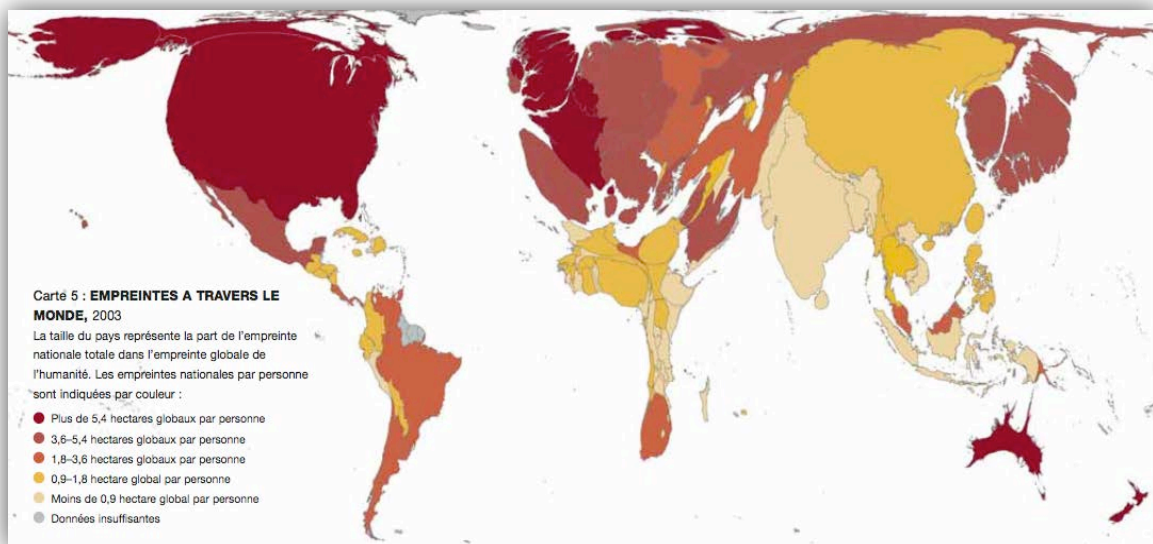 Carte 5 : EMPREINTES A TRAVERS LE
MONDE, 2003
La taille du pays représente la part de l'empreinte
nationale totale dans l'empreinte globale de
l'humanité. Les empreintes nationales par personne
sont indiquées par couleur :
Plus de 5,4 hectares globaux par personne
3,6–5,4 hectares globaux par personne
1,8–3,6 hectares globaux par personne
0,9–1,8 hectare global par personne
Moins de 0,9 hectare global par personne
Données insuffisantes